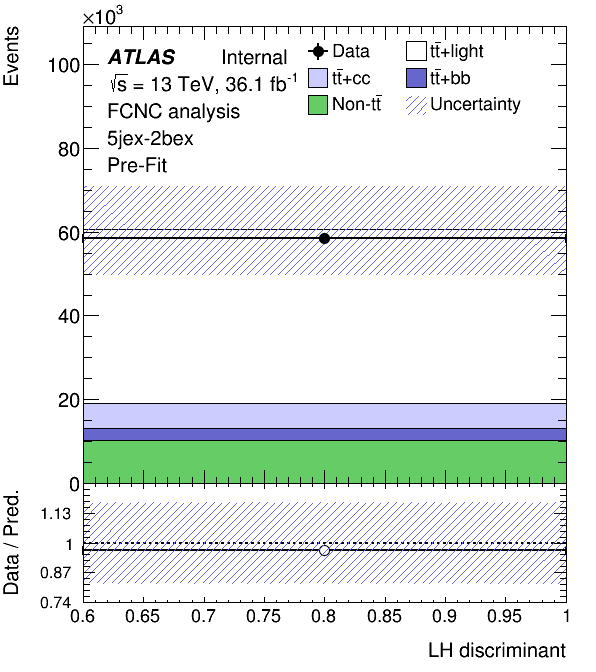 ×10³
Events
100
80
60
40
20
0
ATLAS Internal
√s = 13 TeV, 36.1 fb⁻¹
FCNC analysis
5jex-2bex
Pre-Fit
Data
tt̄+light
tt̄+cc
tt̄+bb
Non-tt̄
Uncertainty
Data / Pred.
1.13
1
0.87
0.74
0.6 0.65 0.7 0.75 0.8 0.85 0.9 0.95 1
LH discriminant